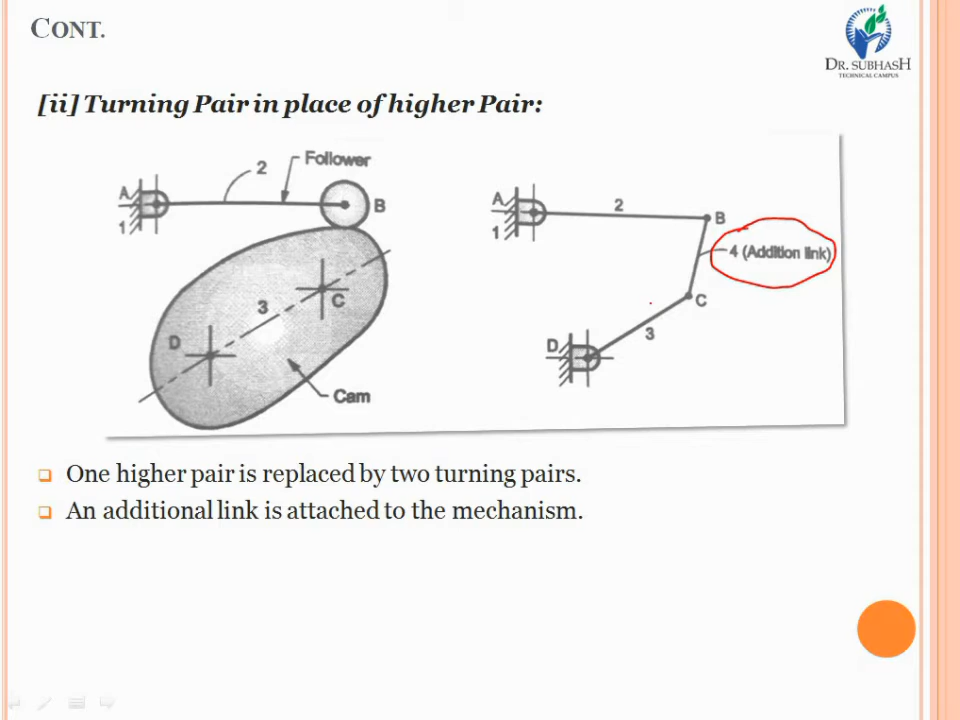 CONT.
DR. SUBHASH
TECHNICAL CAMPUS
[ii] Turning Pair in place of higher Pair:
2
Follower
A
B
1
3
C
D
Cam
A
2
B
1
4 (Addition link)
C
3
D
One higher pair is replaced by two turning pairs.
An additional link is attached to the mechanism.